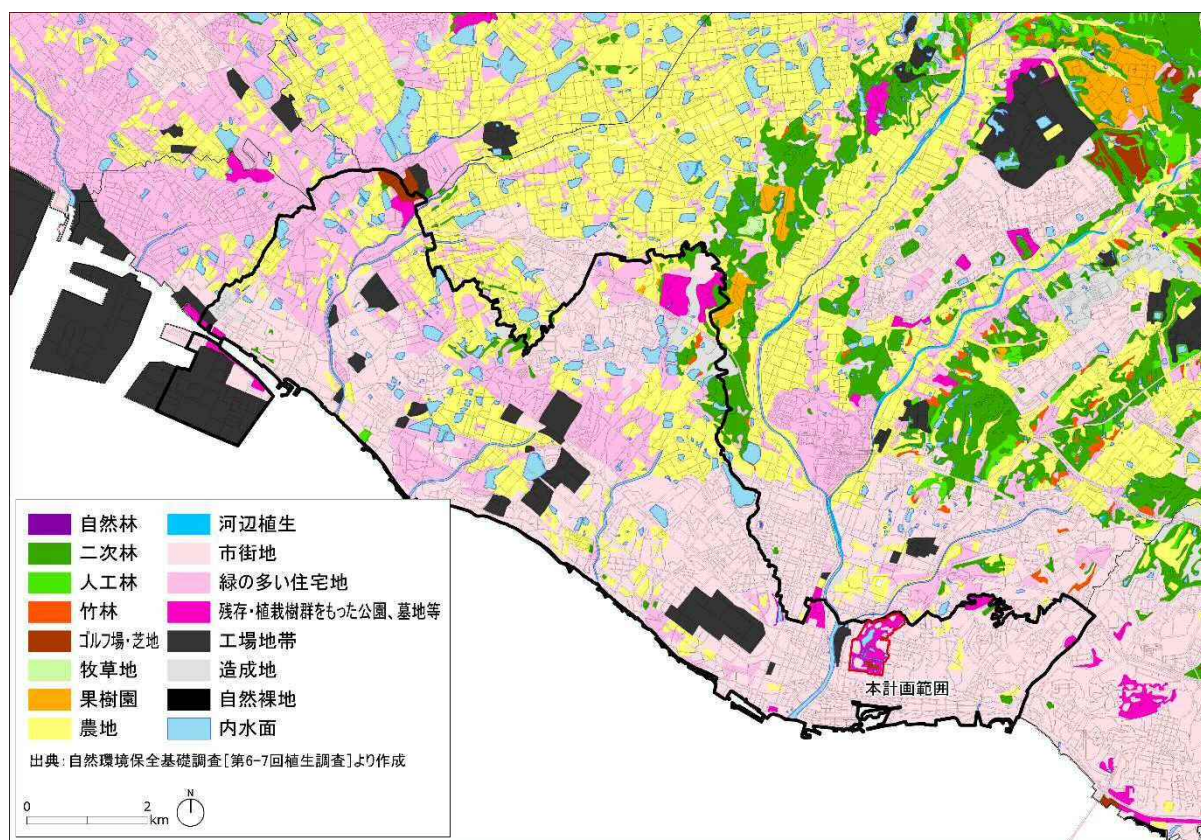 本計画範囲
自然林
二次林
人工林
竹林
ゴルフ場・芝地
牧草地
果樹園
農地
河辺植生
市街地
緑の多い住宅地
残存・植栽樹群をもった公園、墓地等
工場地帯
造成地
自然裸地
内水面
出典：自然環境保全基礎調査[第6-7回植生調査]より作成
0 2
km
N